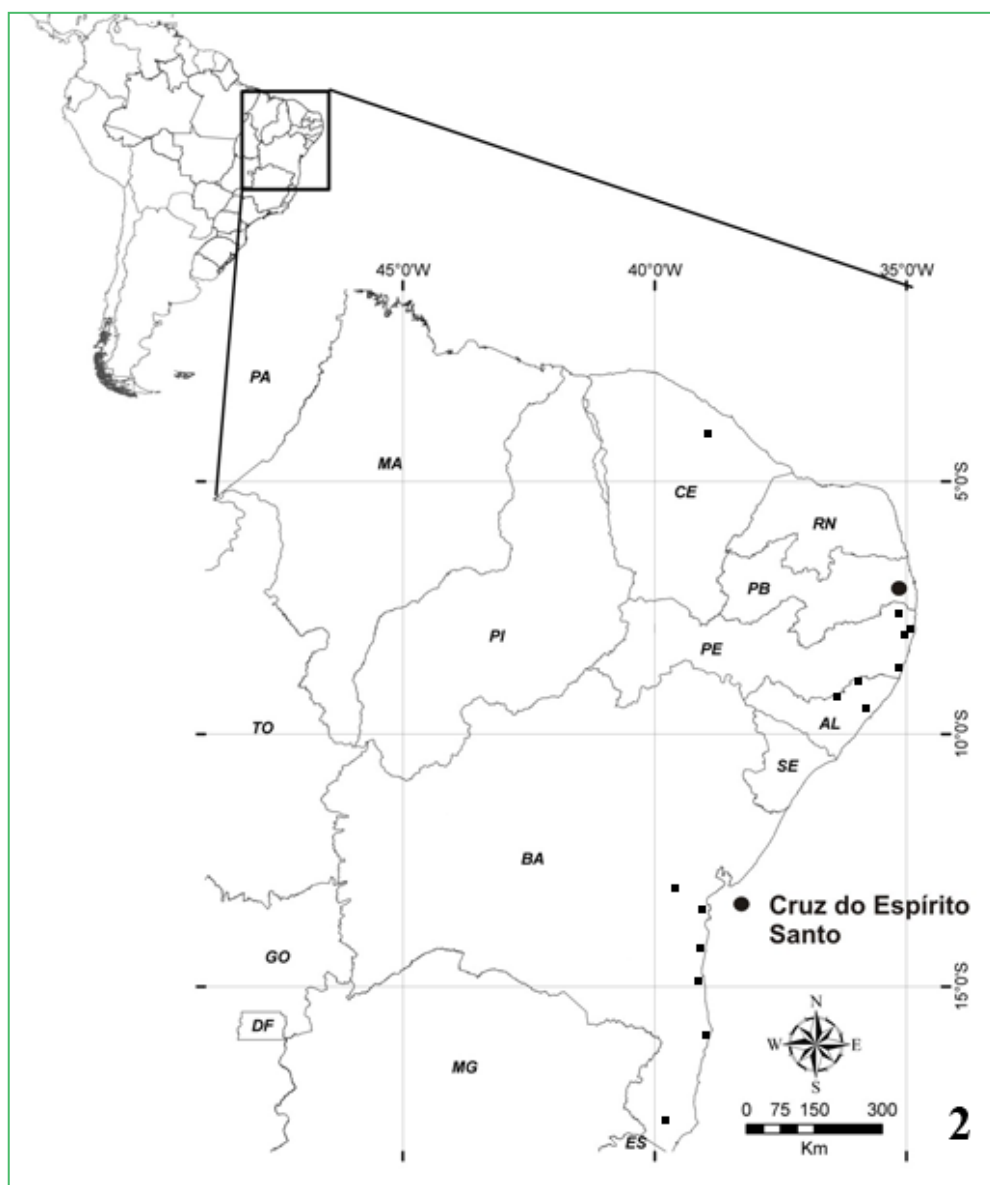 45°0'W 40°0'W 35°0'W
PA
MA
CE
5°0'S
RN
PB
PI
PE
AL
TO
10°0'S
SE
BA
Cruz do Espírito
Santo
GO
15°0'S
DF
N
W E
S
MG
0 75 150 300
Km
2
ES